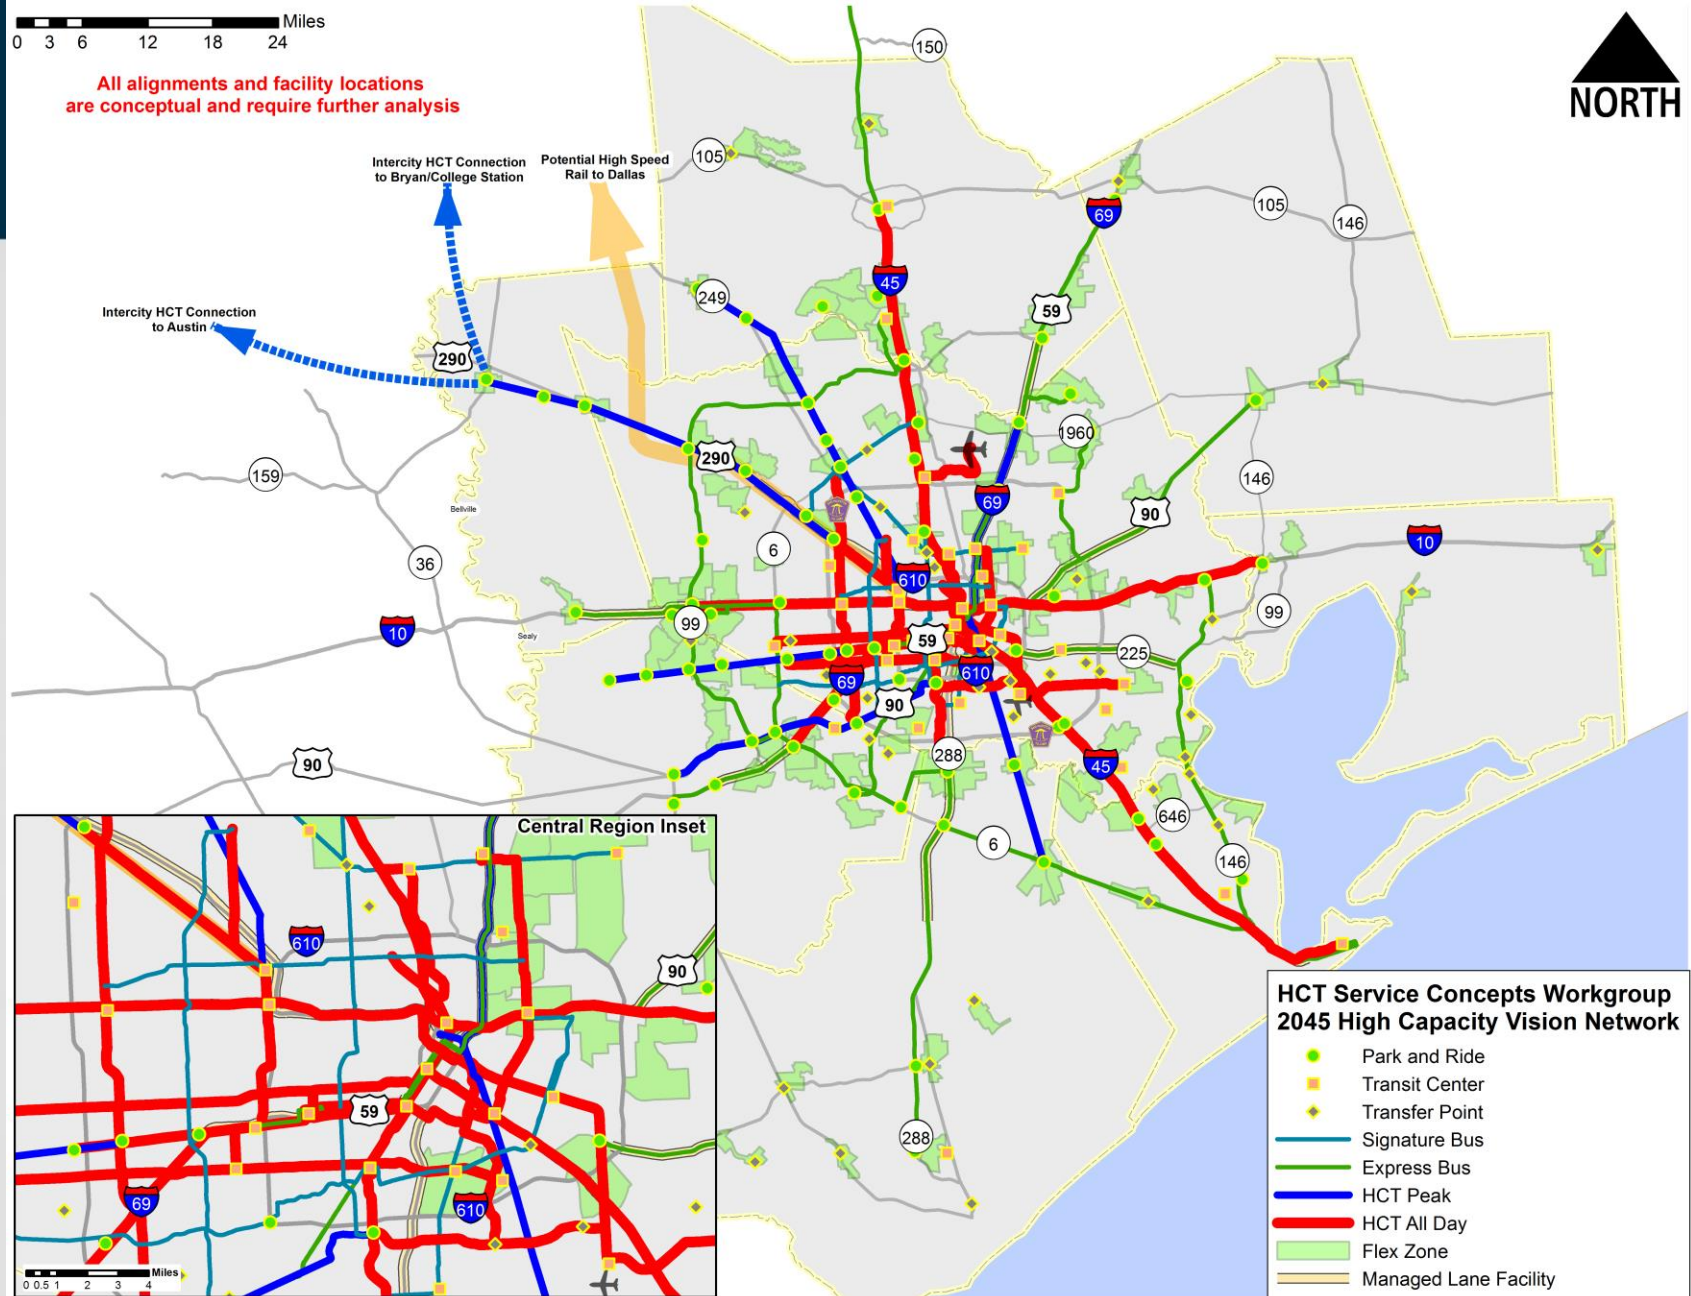 Miles
0 3 6 12 18 24
All alignments and facility locations
are conceptual and require further analysis
NORTH
Intercity HCT Connection
to Bryan/College Station
Potential High Speed
Rail to Dallas
Intercity HCT Connection
to Austin
150
105
69
105
146
45
249
59
290
1960
290
159
Bellville
69
146
90
6
10
36
610
10
Sealy
99
99
59
225
69
610
90
288
90
45
646
6
146
288
Central Region Inset
610
90
59
69
610
Miles
0 0.5 1 2 3 4
HCT Service Concepts Workgroup
2045 High Capacity Vision Network
Park and Ride
Transit Center
Transfer Point
Signature Bus
Express Bus
HCT Peak
HCT All Day
Flex Zone
Managed Lane Facility